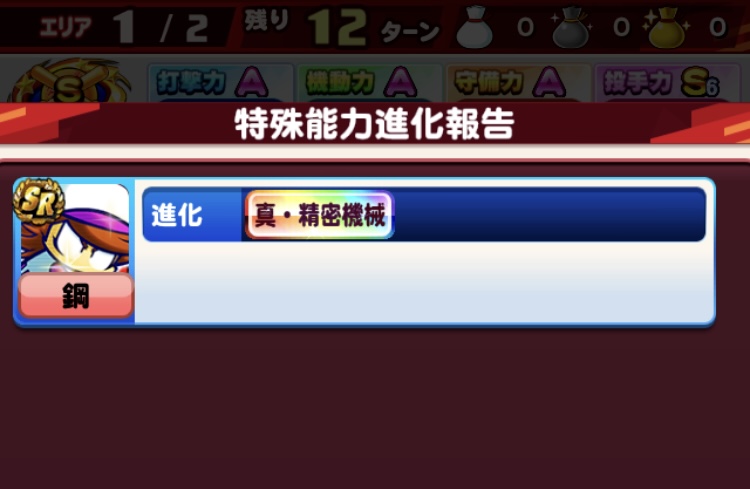 エリア 1 / 2 残り 12 ターン 0 0 0
S 打撃力 A 機動力 A 守備力 A 投手力 S6
特殊能力進化報告
SR
進化 真・精密機械
鋼